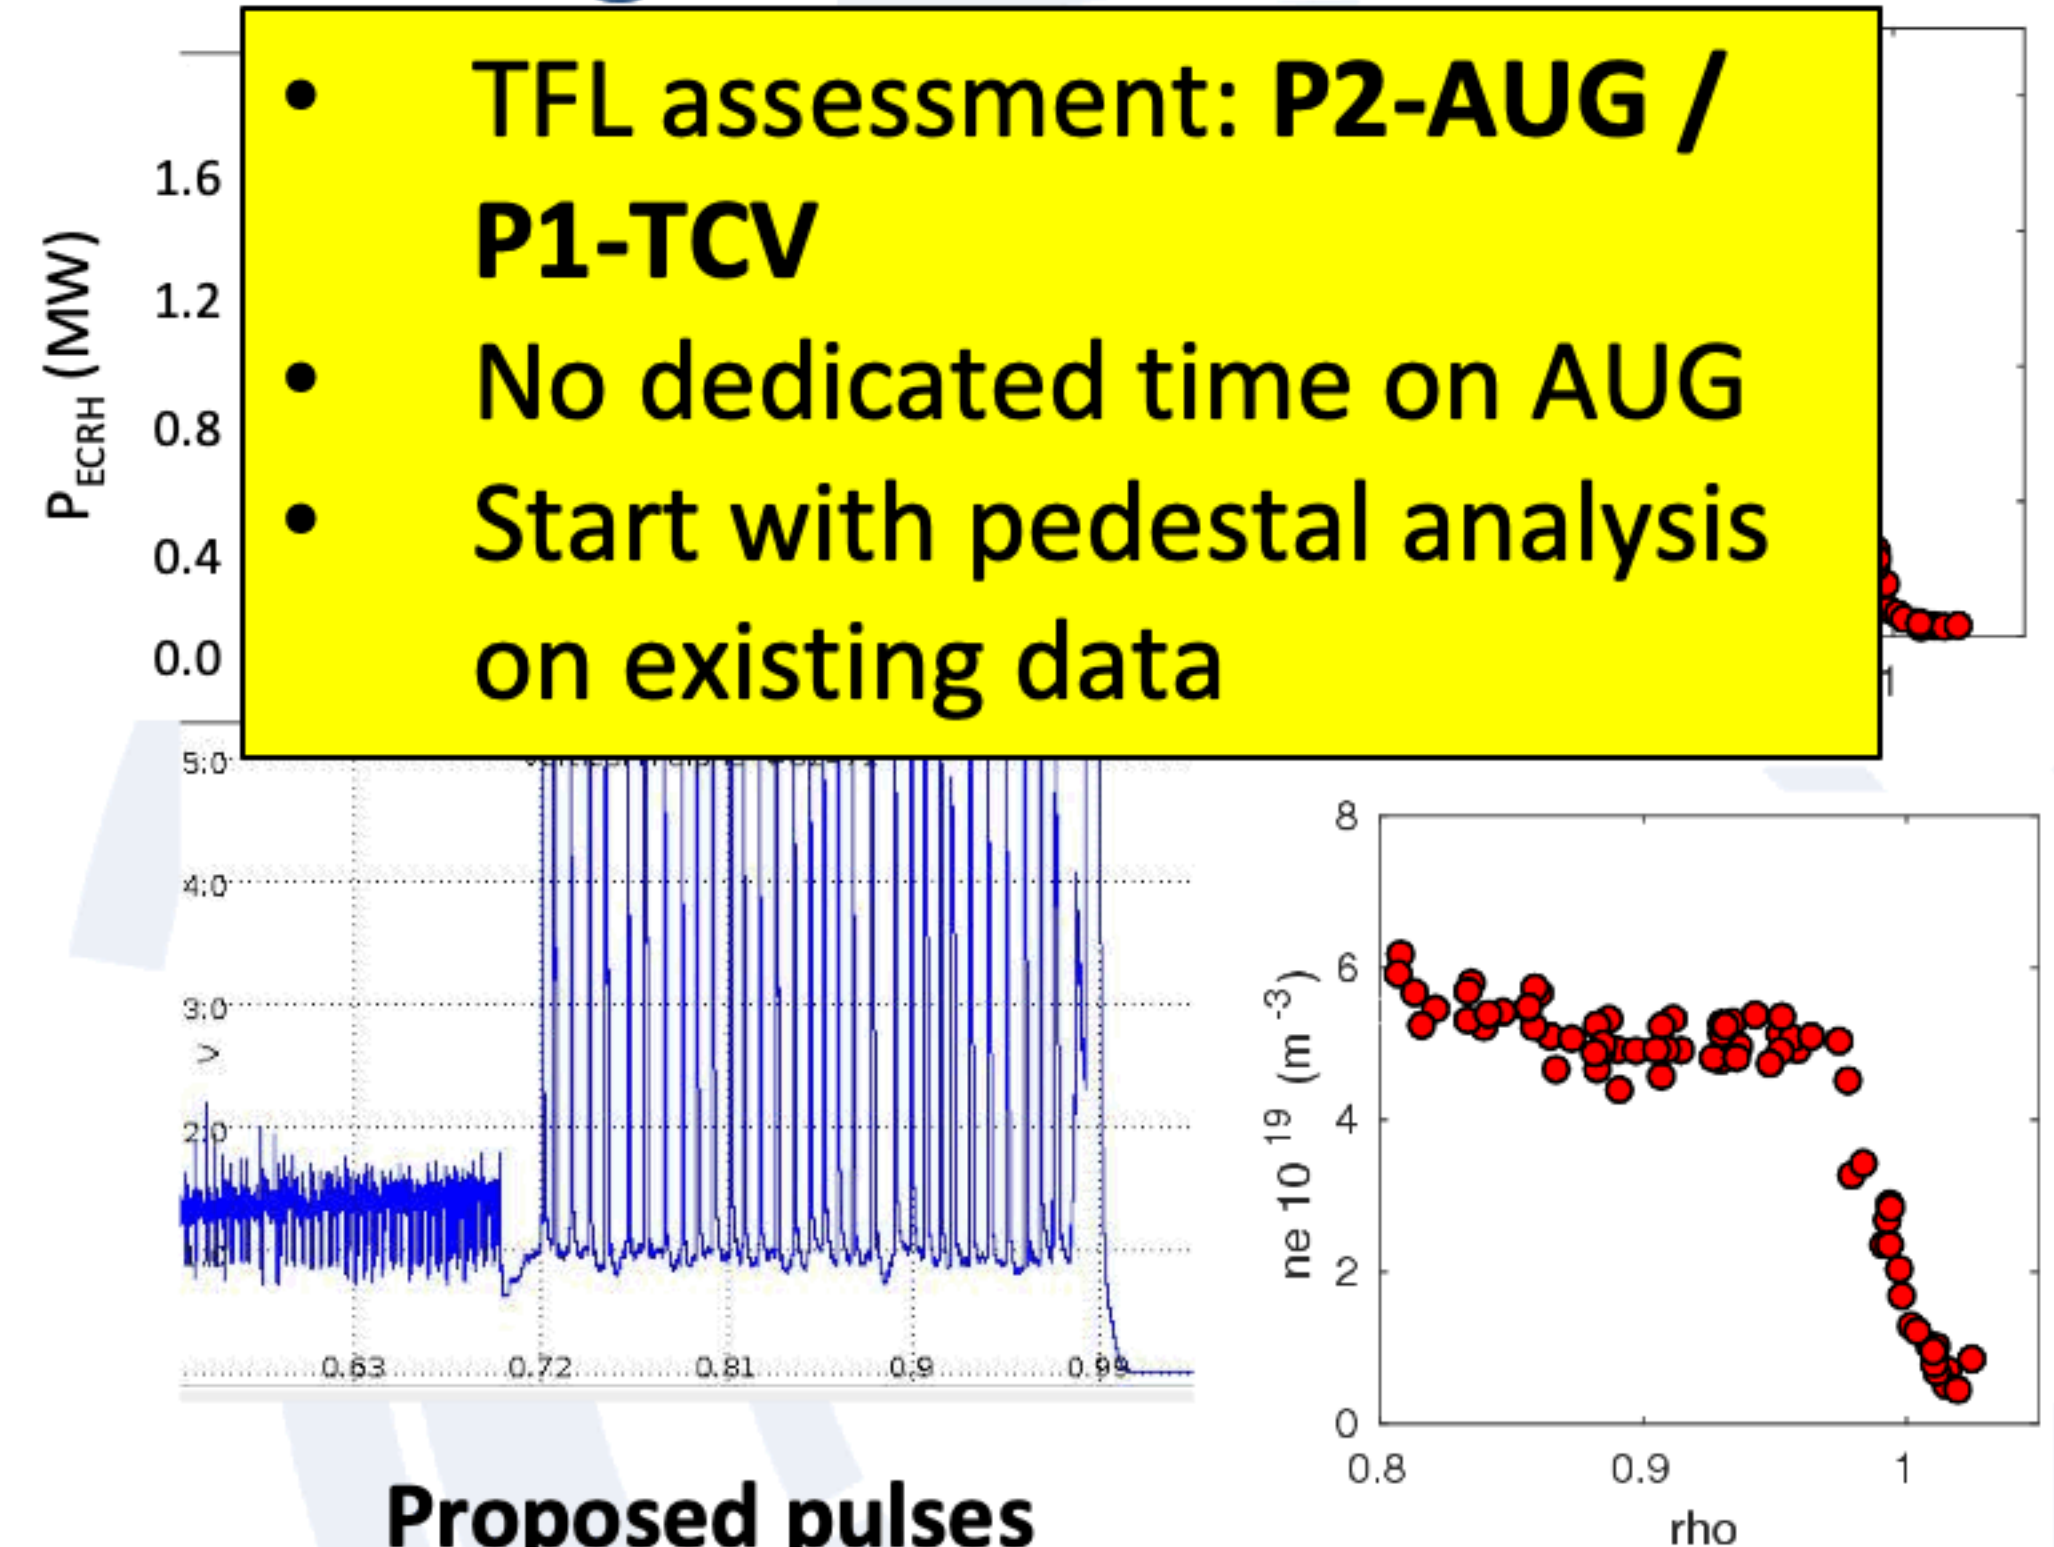 • TFL assessment: P2-AUG /
P1-TCV
• No dedicated time on AUG
• Start with pedestal analysis
on existing data
P_ECRH (MW)
1.6
1.2
0.8
0.4
0.0
1
5.0
4.0
3.0
2.0
V
0.63 0.72 0.81 0.9 0.99
8
6
4
2
0
ne 10 19 (m -3)
0.8 0.9 1
rho
Proposed pulses